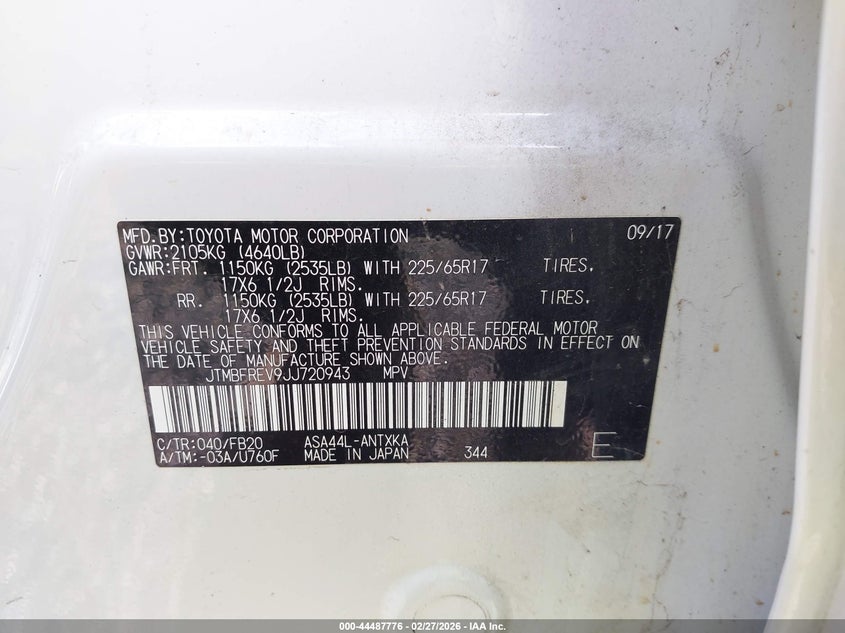 MFD.BY:TOYOTA MOTOR CORPORATION 09/17
GVWR:2105KG (4640LB)
GAWR:FRT. 1150KG (2535LB) WITH 225/65R17 TIRES,
17X6 1/2J RIMS.
RR. 1150KG (2535LB) WITH 225/65R17 TIRES,
17X6 1/2J RIMS.
THIS VEHICLE CONFORMS TO ALL APPLICABLE FEDERAL MOTOR
VEHICLE SAFETY AND THEFT PREVENTION STANDARDS IN EFFECT ON
THE DATE OF MANUFACTURE SHOWN ABOVE.
JTMBFREV9JJ720943 MPV
C/TR:040/FB20 ASA44L-ANTXKA
A/TM:-03A/U760F MADE IN JAPAN 344 E
000-44487776 - 02/27/2026 - IAA Inc.